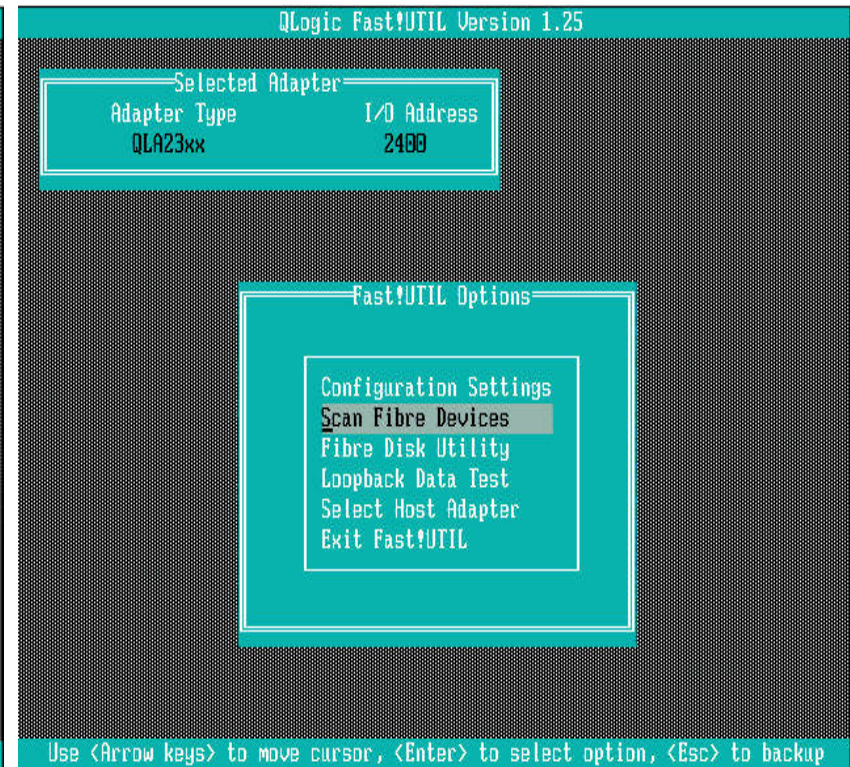 QLogic Fast!UTIL Version 1.25
Selected Adapter
Adapter Type I/O Address
QLA23xx 2400
Fast!UTIL Options
Configuration Settings
Scan Fibre Devices
Fibre Disk Utility
Loopback Data Test
Select Host Adapter
Exit Fast!UTIL
Use <Arrow keys> to move cursor, <Enter> to select option, <Esc> to backup